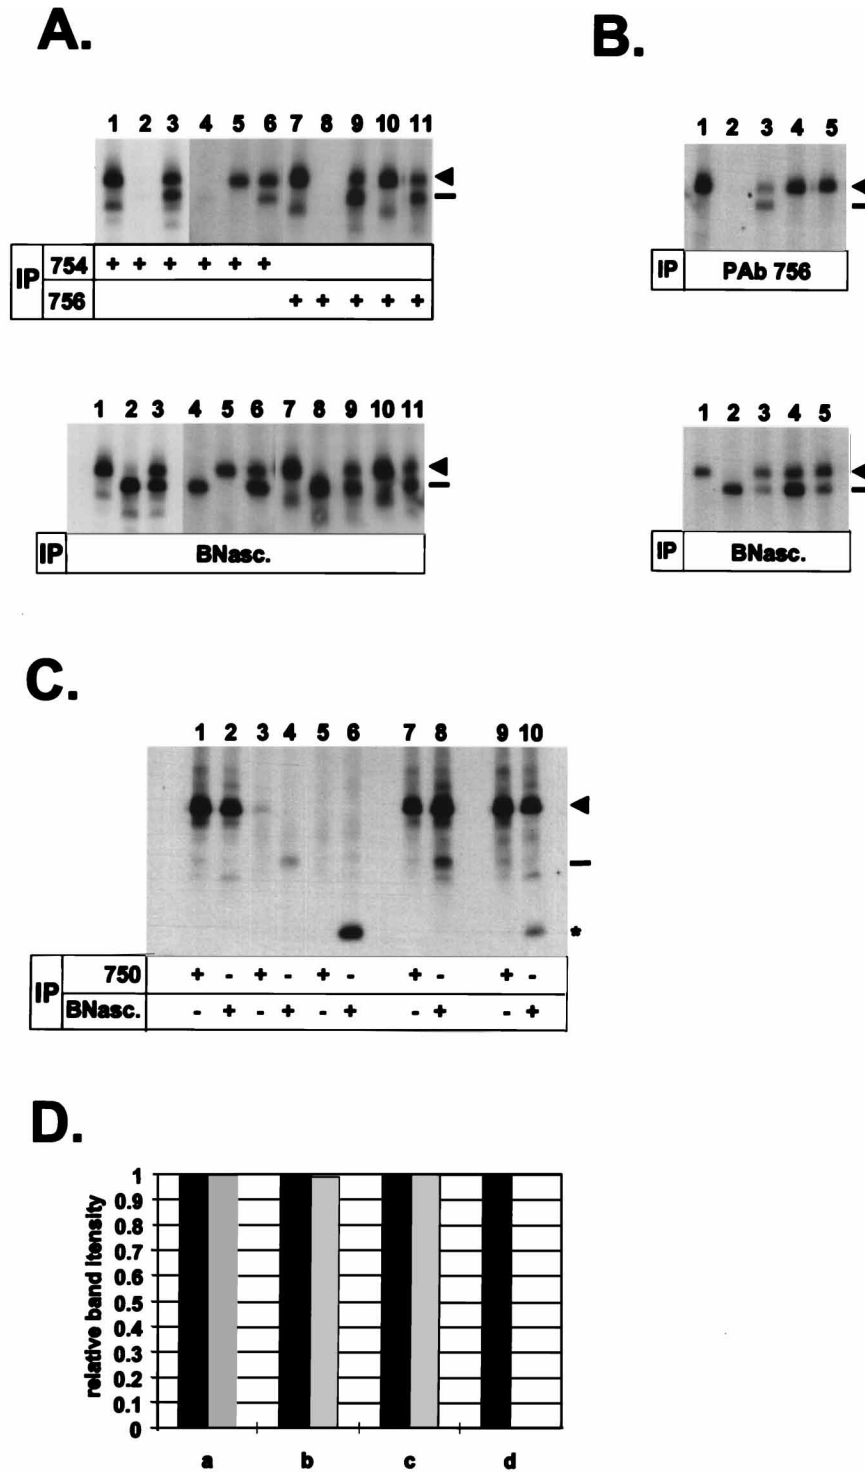 A.
1 2 3 4 5 6 7 8 9 10 11
IP 754 + + + + + +
756 + + + + +
1 2 3 4 5 6 7 8 9 10 11
IP BNasc.
B.
1 2 3 4 5
IP PAb 756
1 2 3 4 5
IP BNasc.
C.
1 2 3 4 5 6 7 8 9 10
*
IP 750 + - + - + - + - + -
BNasc. - + - + - + - + - +
D.
relative band itensity
1
0.9
0.8
0.7
0.6
0.5
0.4
0.3
0.2
0.1
0
a b c d